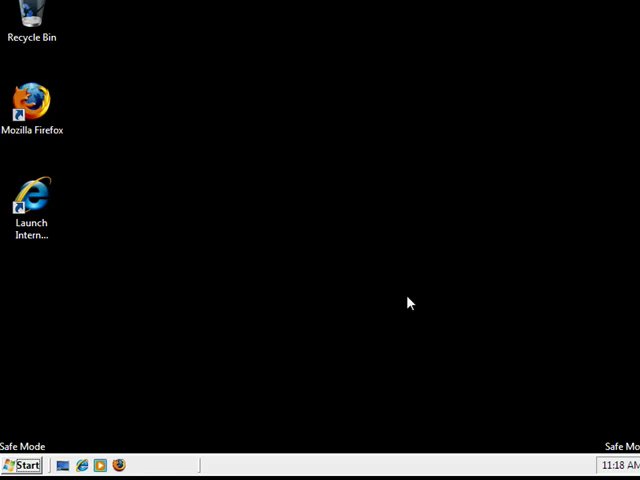 Recycle Bin
Mozilla Firefox
Launch
Intern...
Safe Mode
Safe Mo
Start
11:18 AM